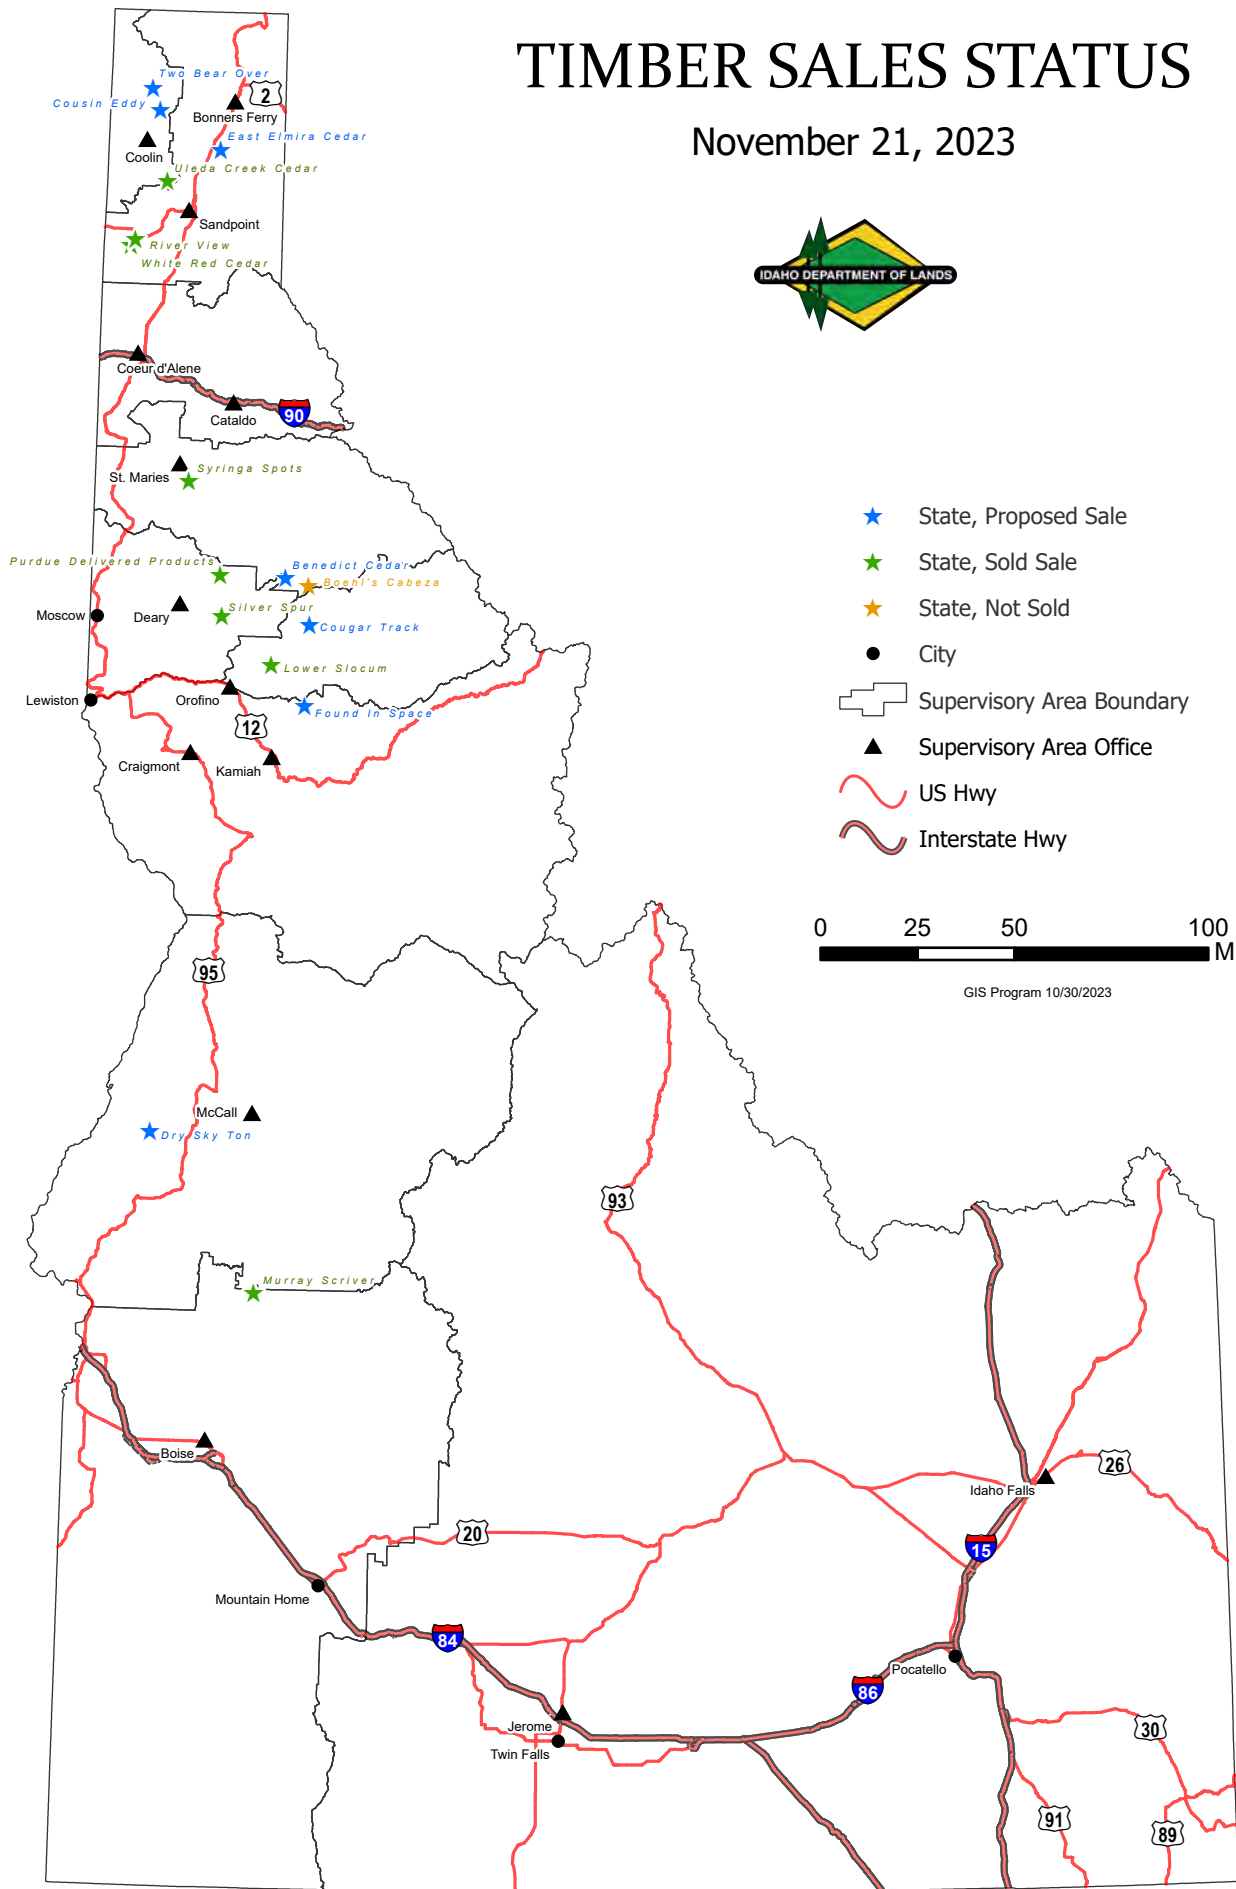 TIMBER SALES STATUS
November 21, 2023
IDAHO DEPARTMENT OF LANDS
Two Bear Over
2
Cousin Eddy
Bonners Ferry
East Elmira Cedar
Coolin
Uleda Creek Cedar
Sandpoint
River View
White Red Cedar
Coeur d'Alene
90
Cataldo
Syringa Spots
St. Maries
State, Proposed Sale
State, Sold Sale
State, Not Sold
City
Supervisory Area Boundary
Supervisory Area Office
US Hwy
Interstate Hwy
Purdue Delivered Products
Benedict Cedar
Boehl's Cabeza
Silver Spur
Moscow
Deary
Cougar Track
Lower Slocum
Lewiston
Orofino
Found In Space
12
Craigmont
Kamiah
0 25 50 100
M
GIS Program 10/30/2023
95
McCall
Dry Sky Ton
93
Murray Scriver
Boise
26
Idaho Falls
20
15
Mountain Home
84
Pocatello
86
Jerome
Twin Falls
30
91
89